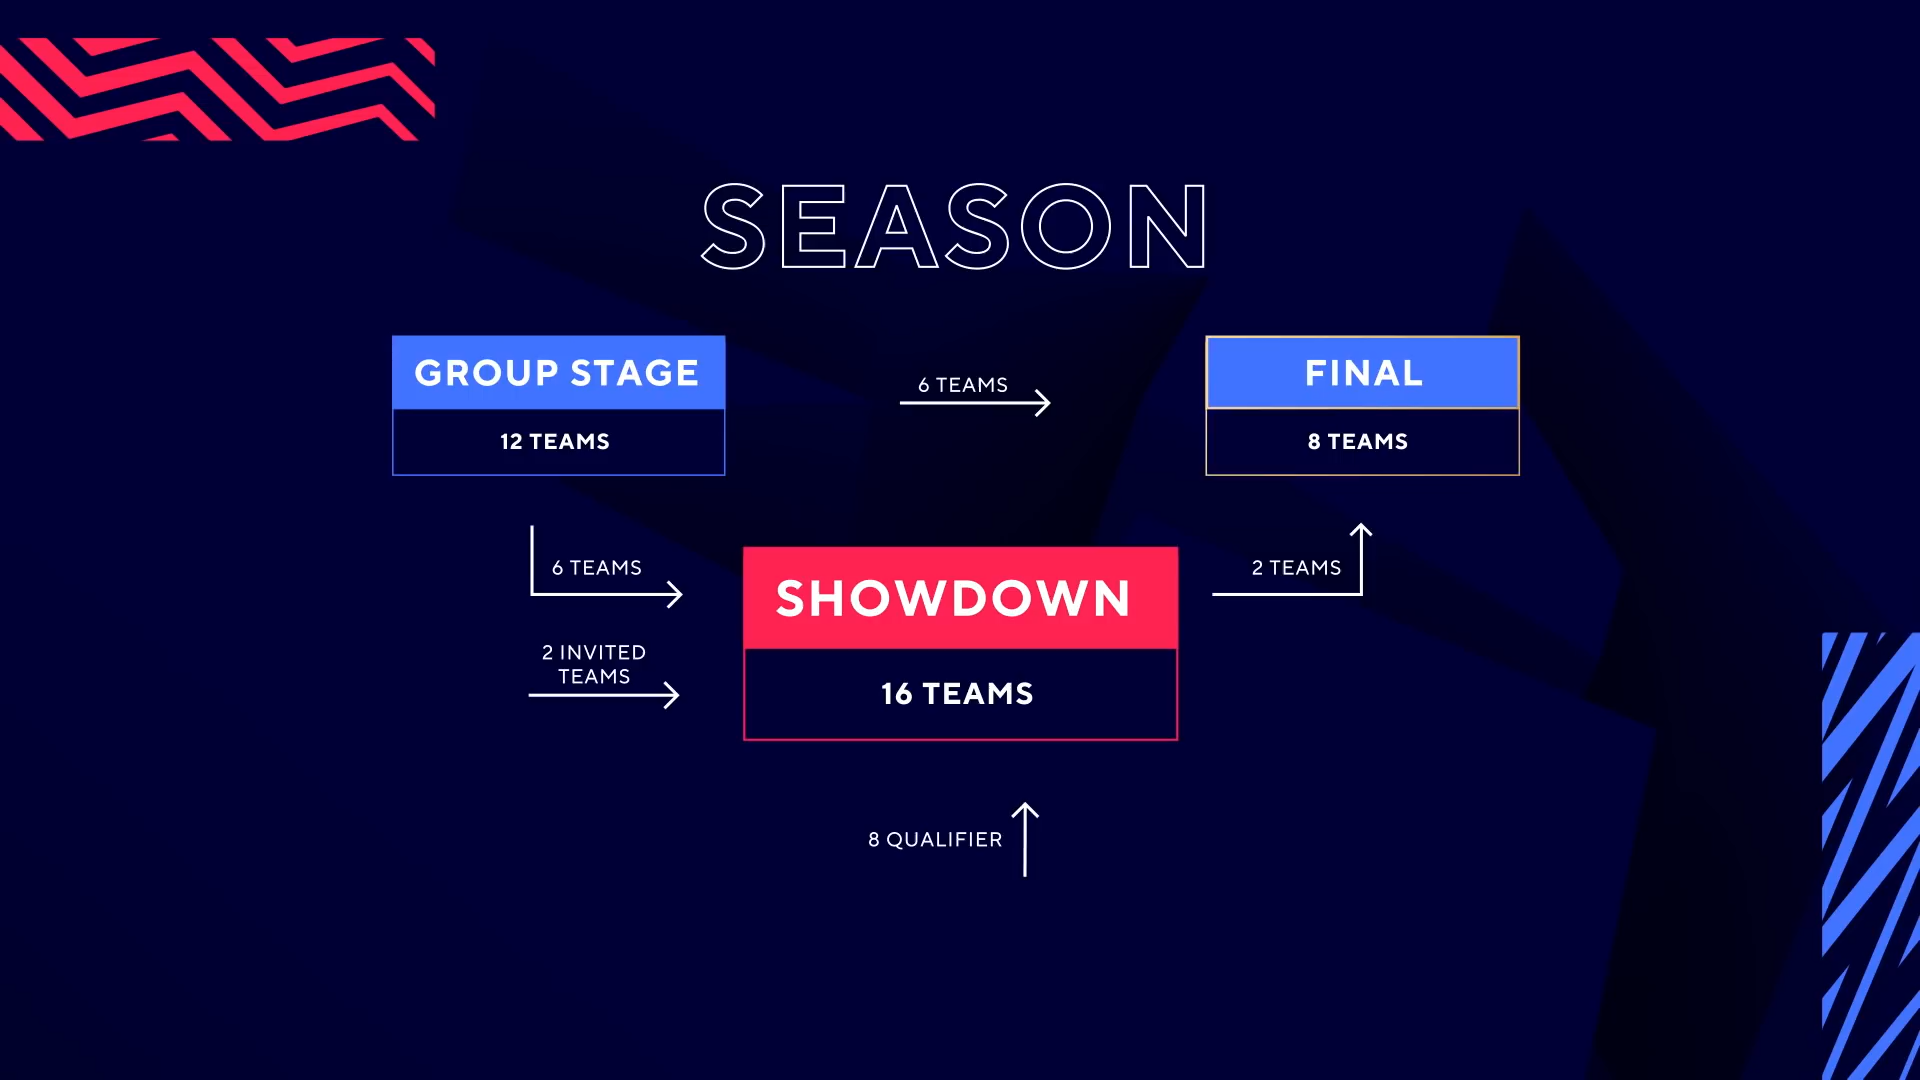 SEASON
GROUP STAGE
12 TEAMS
6 TEAMS
FINAL
8 TEAMS
6 TEAMS
2 INVITED
TEAMS
SHOWDOWN
16 TEAMS
2 TEAMS
8 QUALIFIER